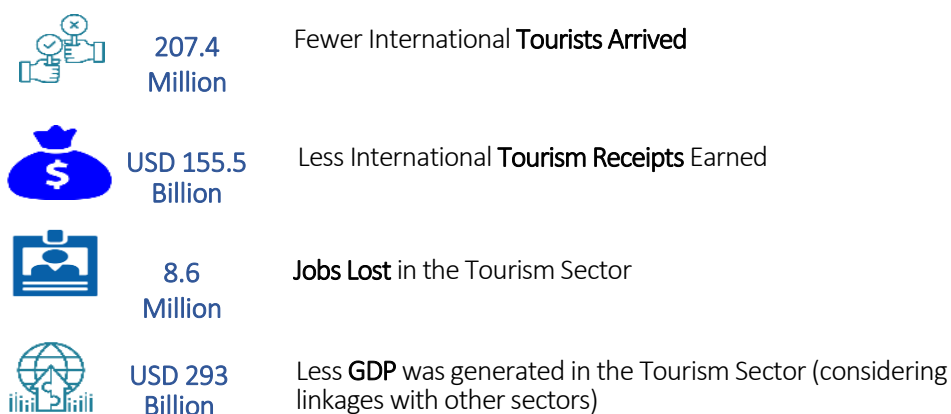 207.4
Million
Fewer International Tourists Arrived
$
USD 155.5
Billion
Less International Tourism Receipts Earned
8.6
Million
Jobs Lost in the Tourism Sector
$
USD 293
Billion
Less GDP was generated in the Tourism Sector (considering
linkages with other sectors)